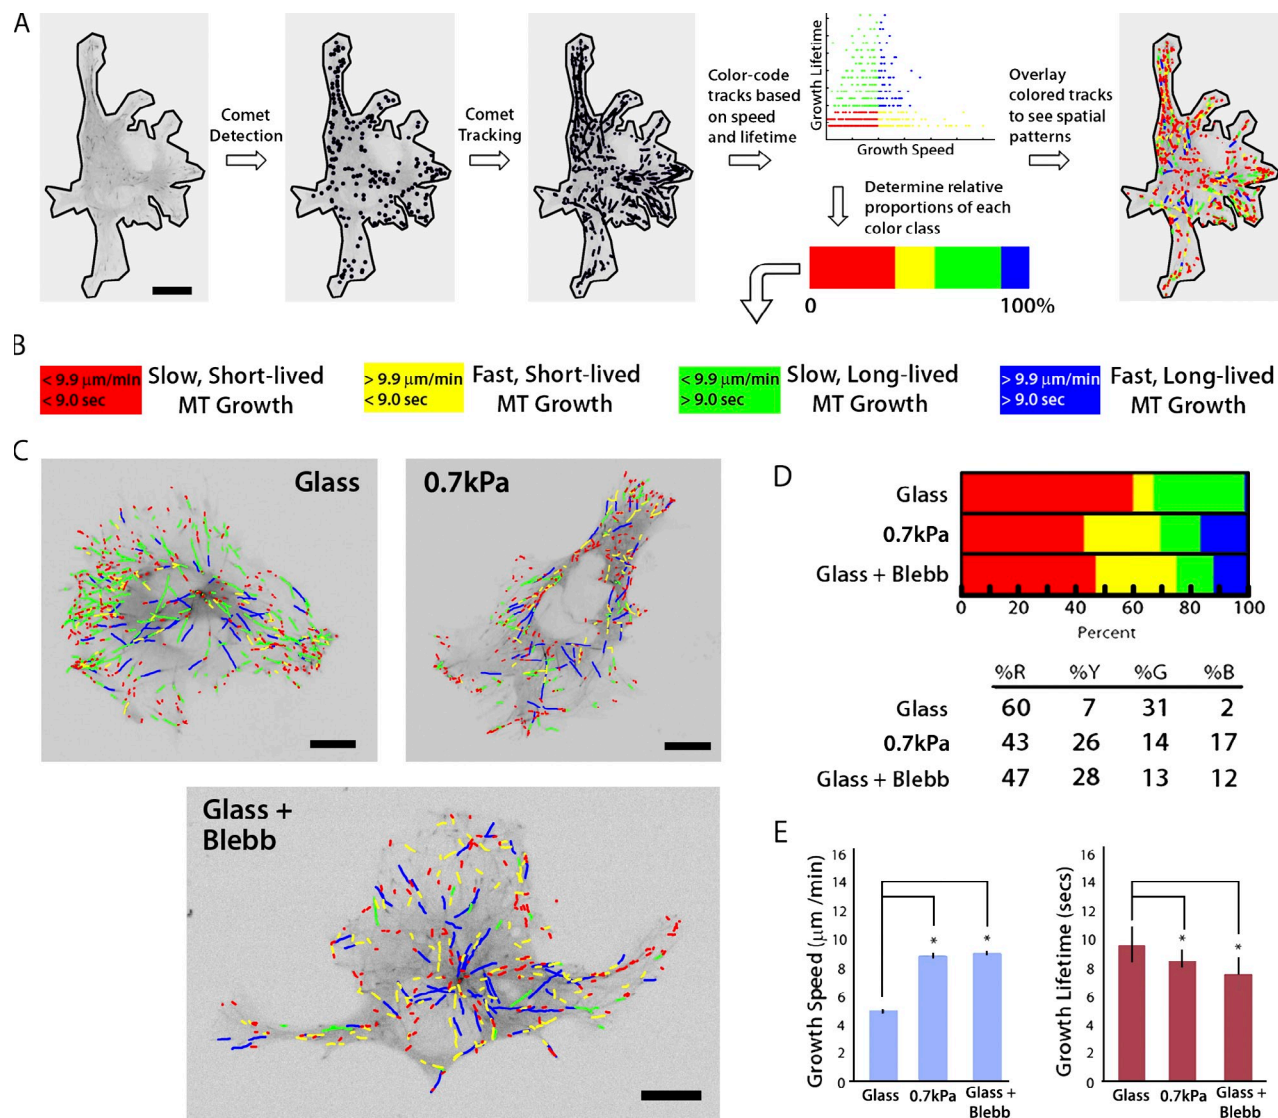 A
Comet
Detection
Comet
Tracking
Color-code
tracks based
on speed
and lifetime
Growth Lifetime
Growth Speed
Overlay
colored tracks
to see spatial
patterns
Determine relative
proportions of each
color class
0
100%
B
< 9.9 μm/min
< 9.0 sec
Slow, Short-lived
MT Growth
> 9.9 μm/min
< 9.0 sec
Fast, Short-lived
MT Growth
< 9.9 μm/min
> 9.0 sec
Slow, Long-lived
MT Growth
> 9.9 μm/min
> 9.0 sec
Fast, Long-lived
MT Growth
C
Glass
0.7kPa
Glass +
Blebb
D
Glass
0.7kPa
Glass + Blebb
0 20 40 60 80 100
Percent
%R %Y %G %B
Glass 60 7 31 2
0.7kPa 43 26 14 17
Glass + Blebb 47 28 13 12
E
Growth Speed (μm /min)
16
14
12
10
8
6
4
2
0
* *
Glass 0.7kPa Glass +
Blebb
Growth Lifetime (secs)
16
14
12
10
8
6
4
2
0
* *
Glass 0.7kPa Glass +
Blebb